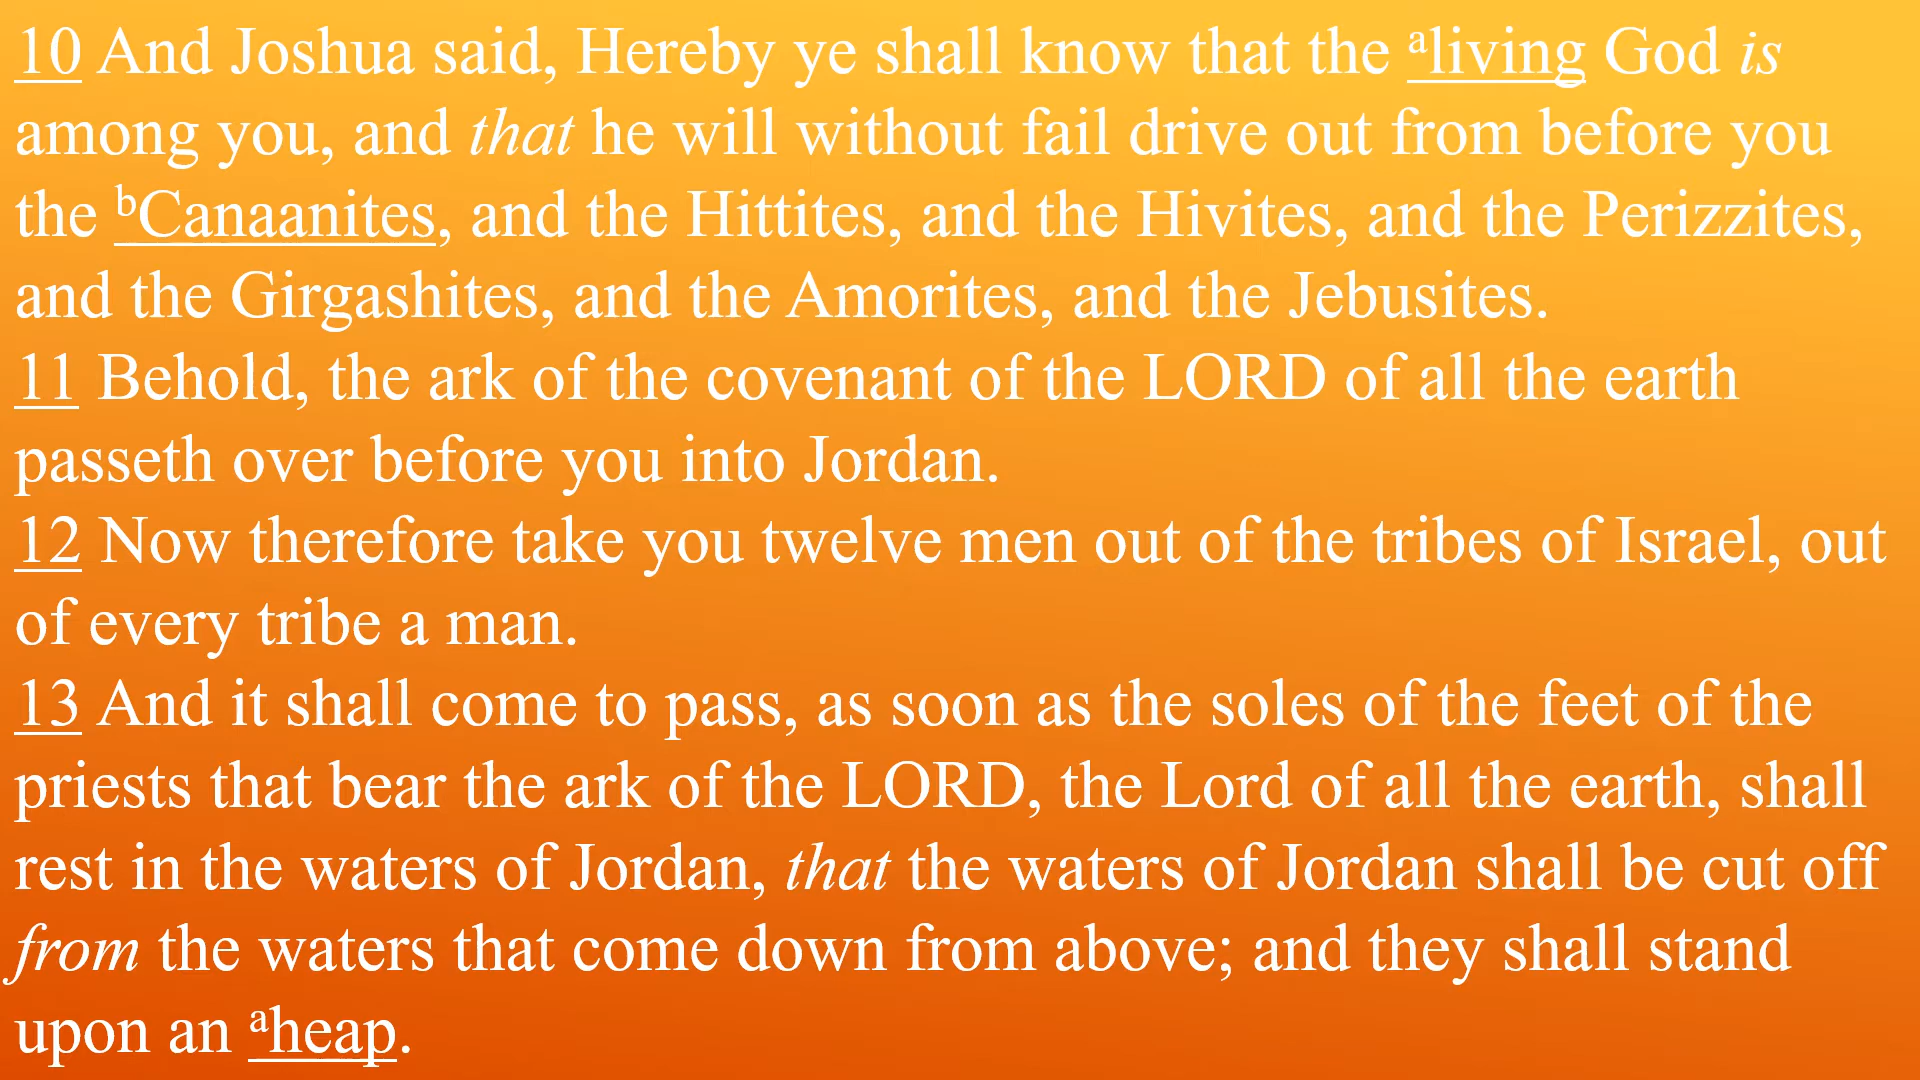 10 And Joshua said, Hereby ye shall know that the aliving God is
among you, and that he will without fail drive out from before you
the bCanaanites, and the Hittites, and the Hivites, and the Perizzites,
and the Girgashites, and the Amorites, and the Jebusites.
11 Behold, the ark of the covenant of the LORD of all the earth
passeth over before you into Jordan.
12 Now therefore take you twelve men out of the tribes of Israel, out
of every tribe a man.
13 And it shall come to pass, as soon as the soles of the feet of the
priests that bear the ark of the LORD, the Lord of all the earth, shall
rest in the waters of Jordan, that the waters of Jordan shall be cut off
from the waters that come down from above; and they shall stand
upon an aheap.